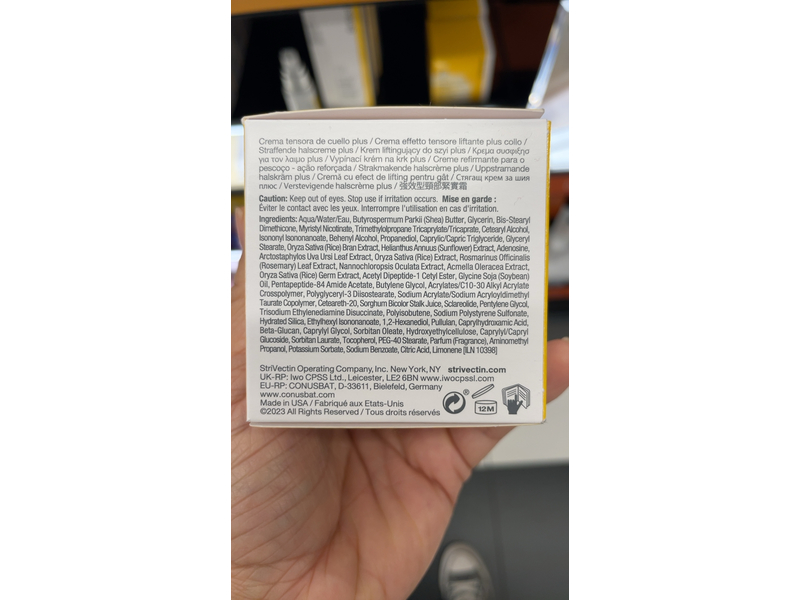 Crema tensora de cuello plus / Crema effetto tensore liftante plus collo /
Straffende halscreme plus / Krem liftingujący do szyi plus / Κρεμα συσφιξης
για τον λαιμο plus / Vypínací krém na krk plus / Creme refirmante para o
pescoço - ação reforçada / Strakmakende halscrème plus / Uppstramande
halskräm plus / Cremă cu efect de lifting pentru gât / Стягащ крем за шия
плюс / Verstevigende halscrème plus / 強效型頸部緊實霜
Caution: Keep out of eyes. Stop use if irritation occurs. Mise en garde :
Éviter le contact avec les yeux. Interrompre l'utilisation en cas d'irritation.
Ingredients: Aqua/Water/Eau, Butyrospermum Parkii (Shea) Butter, Glycerin, Bis-Stearyl
Dimethicone, Myristyl Nicotinate, Trimethylolpropane Tricaprylate/Tricaprate, Cetearyl Alcohol,
Isononyl Isononanoate, Behenyl Alcohol, Propanediol, Caprylic/Capric Triglyceride, Glyceryl
Stearate, Oryza Sativa (Rice) Bran Extract, Helianthus Annuus (Sunflower) Extract, Adenosine,
Arctostaphylos Uva Ursi Leaf Extract, Oryza Sativa (Rice) Extract, Rosmarinus Officinalis
(Rosemary) Leaf Extract, Nannochloropsis Oculata Extract, Acmella Oleracea Extract,
Oryza Sativa (Rice) Germ Extract, Acetyl Dipeptide-1 Cetyl Ester, Glycine Soja (Soybean)
Oil, Pentapeptide-84 Amide Acetate, Butylene Glycol, Acrylates/C10-30 Alkyl Acrylate
Crosspolymer, Polyglyceryl-3 Diisostearate, Sodium Acrylate/Sodium Acryloyldimethyl
Taurate Copolymer, Ceteareth-20, Sorghum Bicolor Stalk Juice, Sclareolide, Pentylene Glycol,
Trisodium Ethylenediamine Disuccinate, Polyisobutene, Sodium Polystyrene Sulfonate,
Hydrated Silica, Ethylhexyl Isononanoate, 1,2-Hexanediol, Pullulan, Caprylhydroxamic Acid,
Beta-Glucan, Caprylyl Glycol, Sorbitan Oleate, Hydroxyethylcellulose, Caprylyl/Capryl
Glucoside, Sorbitan Laurate, Tocopherol, PEG-40 Stearate, Parfum (Fragrance), Aminomethyl
Propanol, Potassium Sorbate, Sodium Benzoate, Citric Acid, Limonene [ILN 10398]
StriVectin Operating Company, Inc. New York, NY strivectin.com
UK-RP: Iwo CPSS Ltd., Leicester, LE2 6BN www.iwocpssl.com
EU-RP: CONUSBAT, D-33611, Bielefeld, Germany
www.conusbat.com
Made in USA / Fabriqué aux Etats-Unis
©2023 All Rights Reserved / Tous droits réservés
®
12M